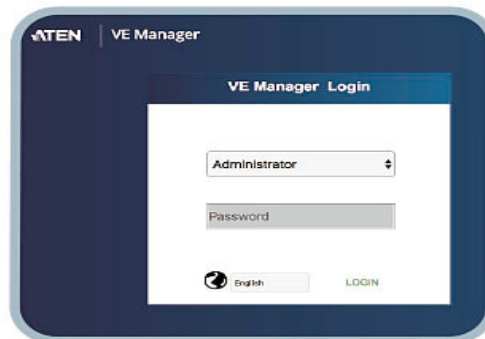 ATEN VE Manager
VE Manager Login
Administrator
Password
English LOGIN